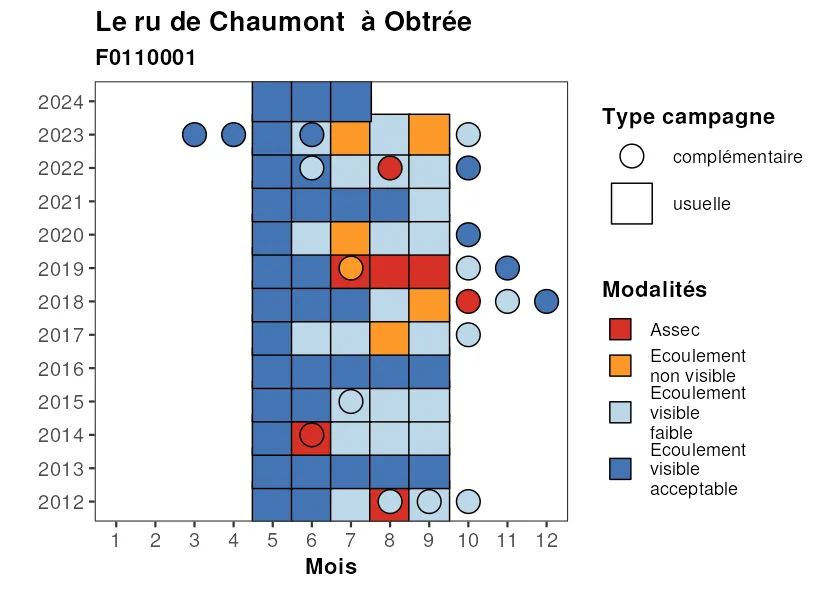 Le ru de Chaumont  à Obtrée
F0110001
2024
2023
2022
2021
2020
2019
2018
2017
2016
2015
2014
2013
2012
1 2 3 4 5 6 7 8 9 10 11 12
Mois
Type campagne
complémentaire
usuelle
Modalités
Assec
Ecoulement
non visible
Ecoulement
visible
faible
Ecoulement
visible
acceptable